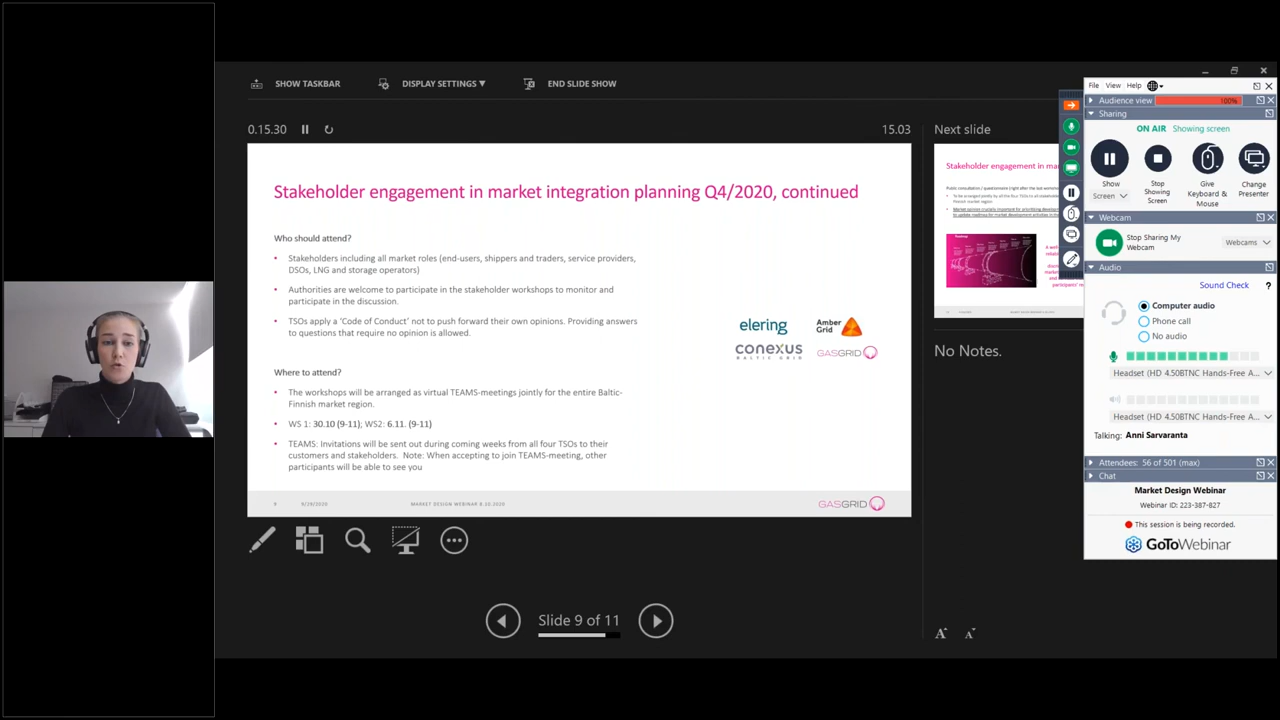 SHOW TASKBAR
DISPLAY SETTINGS ▼
END SLIDE SHOW
0.15.30
15.03
Stakeholder engagement in market integration planning Q4/2020, continued
Who should attend?
• Stakeholders including all market roles (end-users, shippers and traders, service providers,
DSOs, LNG and storage operators)
• Authorities are welcome to participate in the stakeholder workshops to monitor and
participate in the discussion.
• TSOs apply a 'Code of Conduct' not to push forward their own opinions. Providing answers
to questions that require no opinion is allowed.
Where to attend?
• The workshops will be arranged as virtual TEAMS-meetings jointly for the entire Baltic-
Finnish market region.
• WS 1: 30.10 (9-11); WS2: 6.11. (9-11)
• TEAMS: Invitations will be sent out during coming weeks from all four TSOs to their
customers and stakeholders. Note: When accepting to join TEAMS-meeting, other
participants will be able to see you
elering
Amber
Grid
conexus
BALTIC GRID
GASGRID
9
9/28/2020
MARKET DESIGN WEBINAR 8.10.2020
GASGRID
Slide 9 of 11
Next slide
Stakeholder engagement in ma
No Notes.
A A
File View Help
Audience view 100%
Sharing
ON AIR Showing screen
Show
Screen
Stop
Showing
Screen
Give
Keyboard &
Mouse
Change
Presenter
Webcam
Stop Sharing My
Webcam
Webcams
Audio
Sound Check ?
Computer audio
Phone call
No audio
Headset (HD 4.50BTNC Hands-Free A...
Headset (HD 4.50BTNC Hands-Free A...
Talking: Anni Sarvaranta
Attendees: 56 of 501 (max)
Chat
Market Design Webinar
Webinar ID: 223-387-827
This session is being recorded.
GoToWebinar